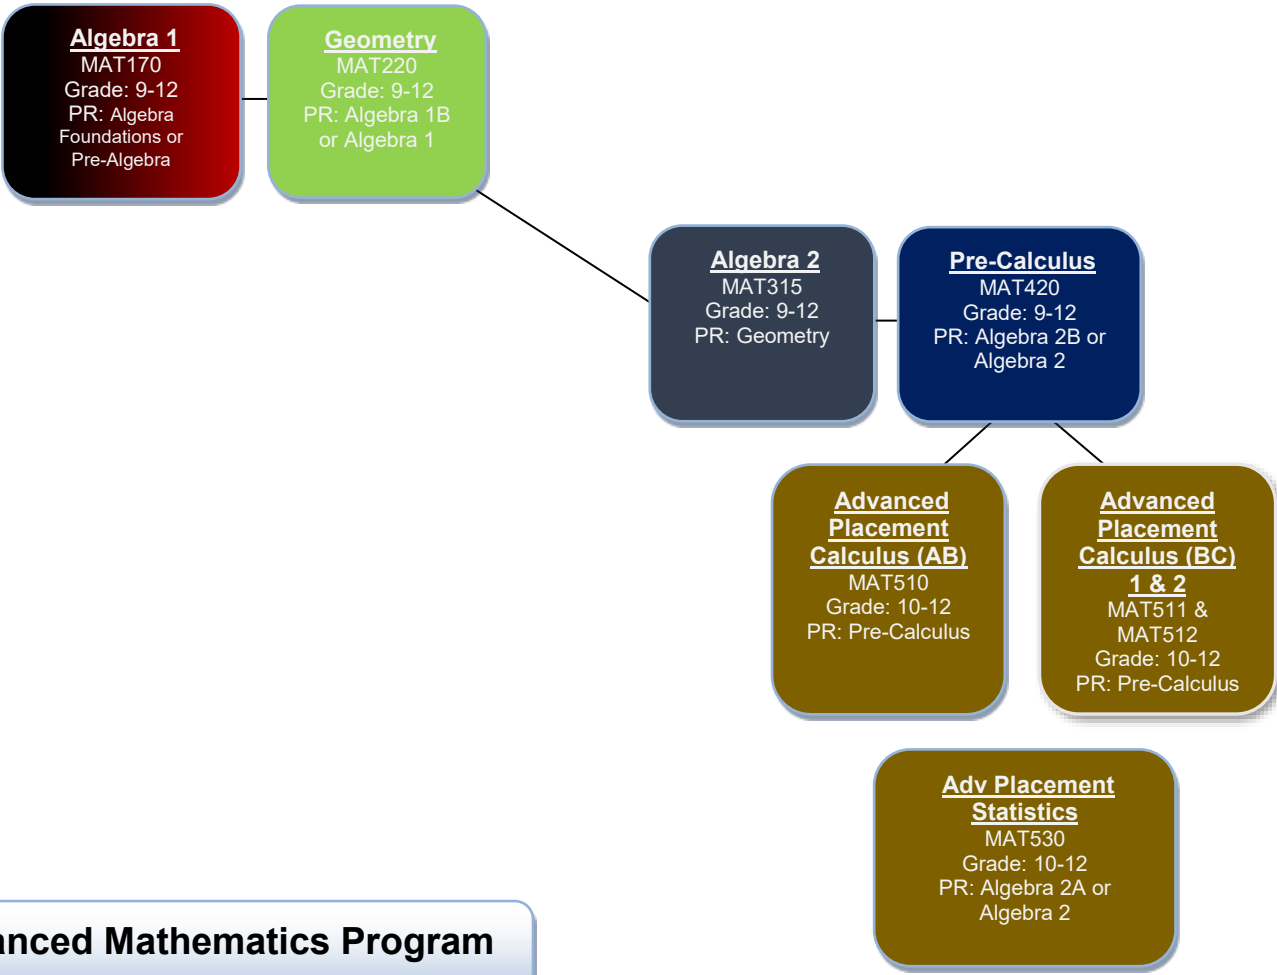 Algebra 1
MAT170
Grade: 9-12
PR: Algebra
Foundations or
Pre-Algebra
Geometry
MAT220
Grade: 9-12
PR: Algebra 1B
or Algebra 1
Algebra 2
MAT315
Grade: 9-12
PR: Geometry
Pre-Calculus
MAT420
Grade: 9-12
PR: Algebra 2B or
Algebra 2
Advanced
Placement
Calculus (AB)
MAT510
Grade: 10-12
PR: Pre-Calculus
Advanced
Placement
Calculus (BC)
1 & 2
MAT511 &
MAT512
Grade: 10-12
PR: Pre-Calculus
Adv Placement
Statistics
MAT530
Grade: 10-12
PR: Algebra 2A or
Algebra 2
Mathematics Program